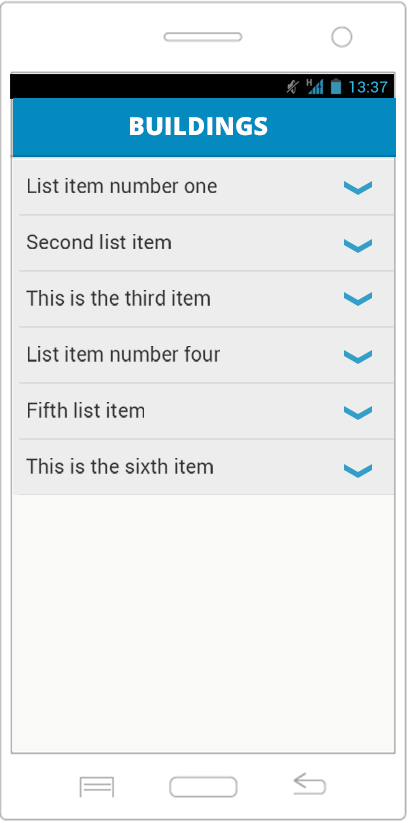 H 13:37
BUILDINGS
List item number one
Second list item
This is the third item
List item number four
Fifth list item
This is the sixth item